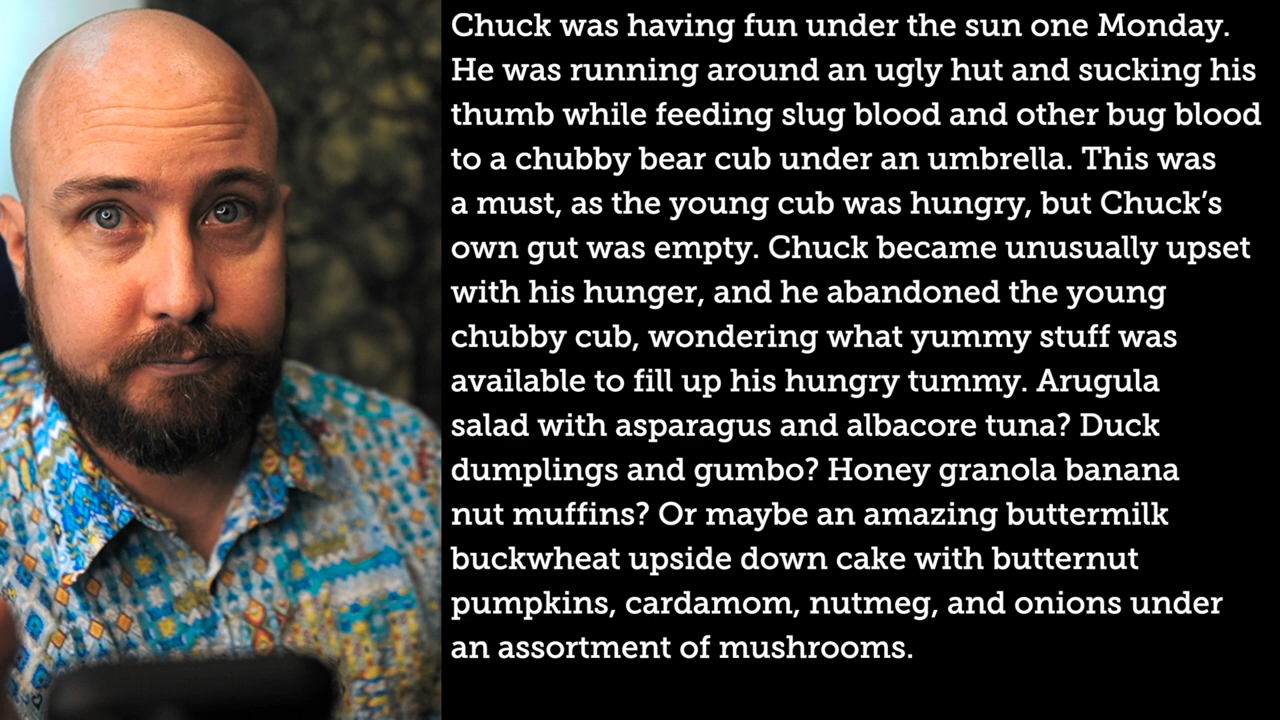 Chuck was having fun under the sun one Monday.
He was running around an ugly hut and sucking his
thumb while feeding slug blood and other bug blood
to a chubby bear cub under an umbrella. This was
a must, as the young cub was hungry, but Chuck’s
own gut was empty. Chuck became unusually upset
with his hunger, and he abandoned the young
chubby cub, wondering what yummy stuff was
available to fill up his hungry tummy. Arugula
salad with asparagus and albacore tuna? Duck
dumplings and gumbo? Honey granola banana
nut muffins? Or maybe an amazing buttermilk
buckwheat upside down cake with butternut
pumpkins, cardamom, nutmeg, and onions under
an assortment of mushrooms.